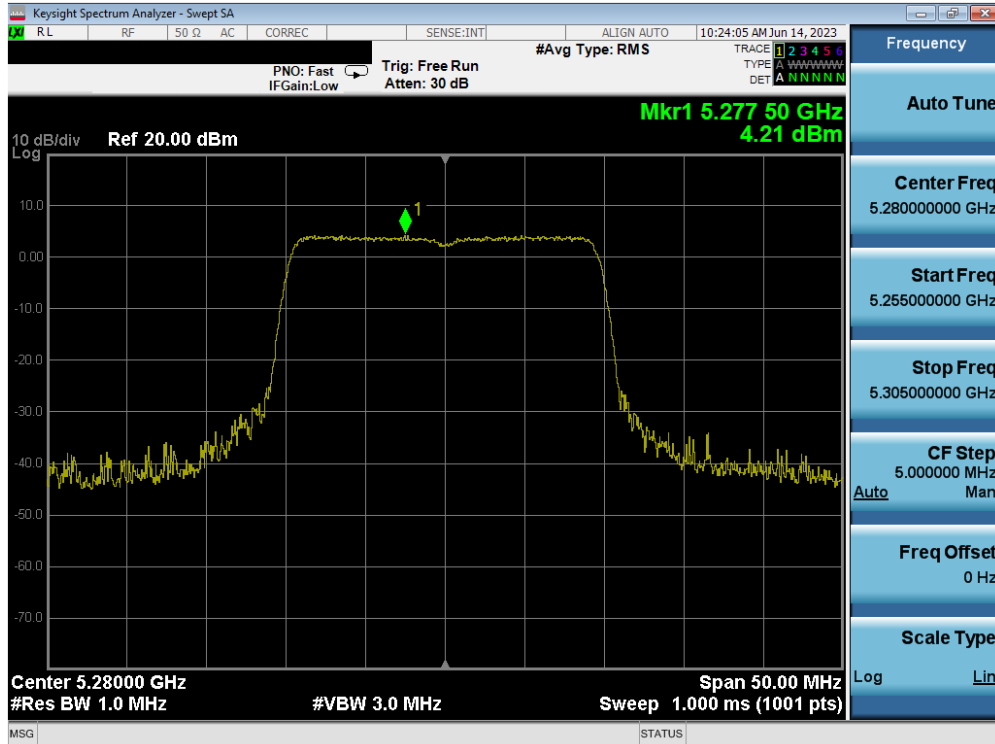 Keysight Spectrum Analyzer - Swept SA
LXI RL RF 50 Ω AC CORREC SENSE:INT ALIGN AUTO 10:24:05 AM Jun 14, 2023
PNO: Fast
IFGain:Low
Trig: Free Run
Atten: 30 dB
#Avg Type: RMS
TRACE 1 2 3 4 5 6
TYPE A WWWWW
DET A N N N N N
Mkr1 5.277 50 GHz
4.21 dBm
10 dB/div
Log
Ref 20.00 dBm
10.0
0.00
-10.0
-20.0
-30.0
-40.0
-50.0
-60.0
-70.0
1
Center 5.28000 GHz
#Res BW 1.0 MHz
#VBW 3.0 MHz
Span 50.00 MHz
Sweep 1.000 ms (1001 pts)
MSG
STATUS
Frequency
Auto Tune
Center Freq
5.280000000 GHz
Start Freq
5.255000000 GHz
Stop Freq
5.305000000 GHz
CF Step
5.000000 MHz
Auto Man
Freq Offset
0 Hz
Scale Type
Log Lin